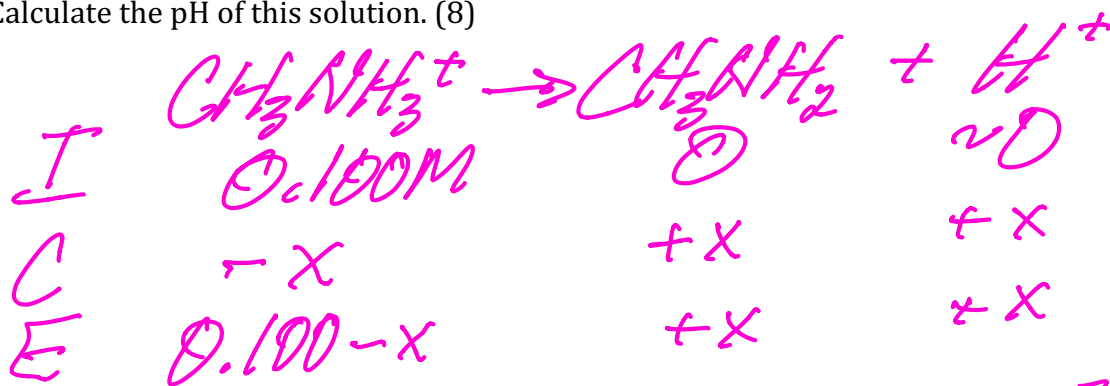 Calculate the pH of this solution. (8)
CH₃NH₃⁺ → CH₃NH₂ + H⁺
I 0.100M 0 ~0
C -x +x +x
E 0.100-x +x +x